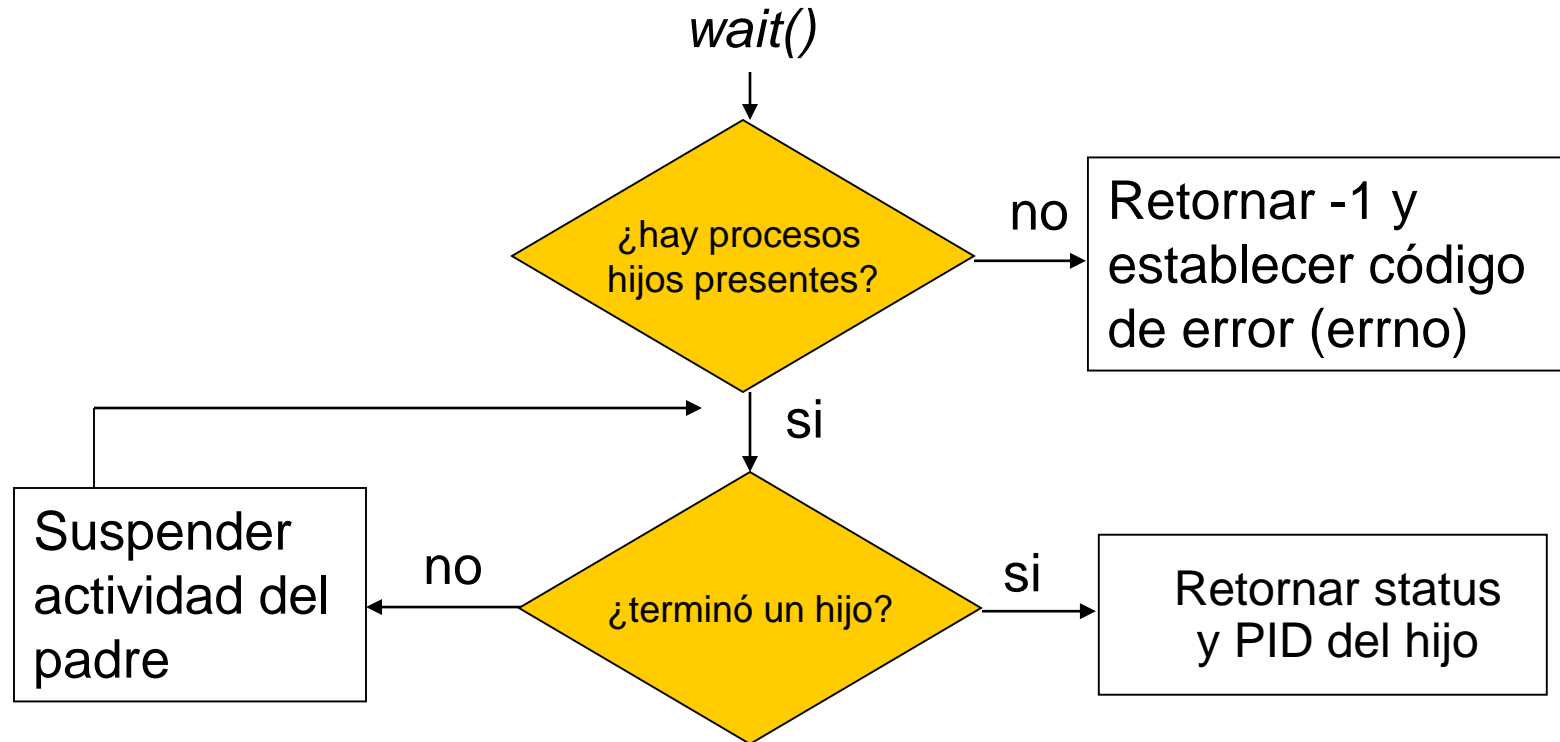 wait()
¿hay procesos
hijos presentes?
no
Retornar -1 y
establecer código
de error (errno)
si
Suspender
actividad del
padre
no
¿terminó un hijo?
si
Retornar status
y PID del hijo